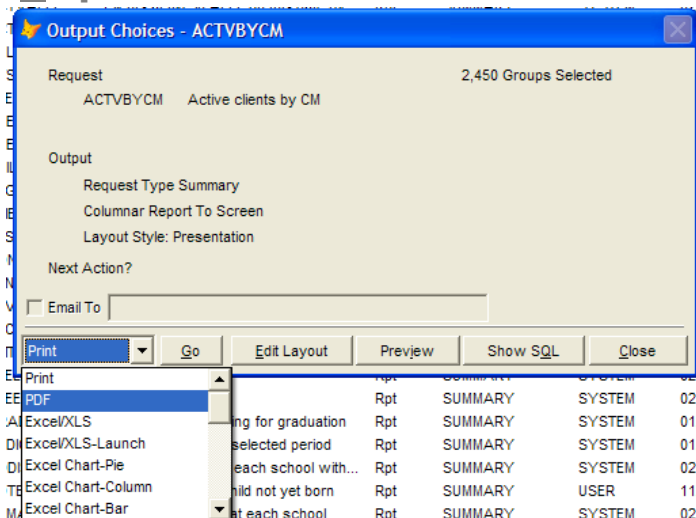 Output Choices - ACTVBYCM
Request 2,450 Groups Selected
ACTVBYCM Active clients by CM
Output
Request Type Summary
Columnar Report To Screen
Layout Style: Presentation
Next Action?
Email To
Print Go Edit Layout Preview Show SQL Close
Print
PDF Rpt SUMMARY SYSTEM 02
Excel/XLS ing for graduation Rpt SUMMARY SYSTEM 01
Excel/XLS-Launch selected period Rpt SUMMARY SYSTEM 01
Excel Chart-Pie each school with... Rpt SUMMARY SYSTEM 02
Excel Chart-Column hild not yet born Rpt SUMMARY USER 11
Excel Chart-Bar at each school Rpt SUMMARY SYSTEM 02